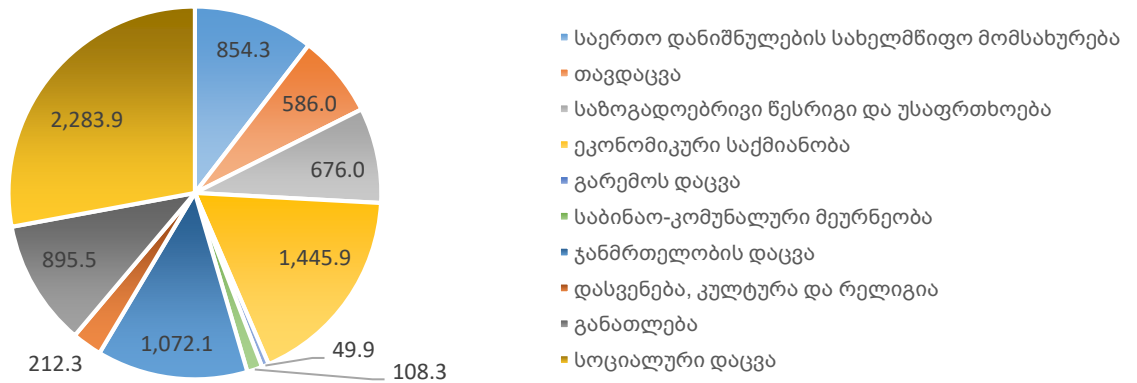 854.3
586.0
676.0
1,445.9
49.9
108.3
1,072.1
212.3
895.5
2,283.9
საერთო დანიშნულების სახელმწიფო მომსახურება
თავდაცვა
საზოგადოებრივი წესრიგი და უსაფრთხოება
ეკონომიკური საქმიანობა
გარემოს დაცვა
საბინაო-კომუნალური მეურნეობა
ჯანმრთელობის დაცვა
დასვენება, კულტურა და რელიგია
განათლება
სოციალური დაცვა